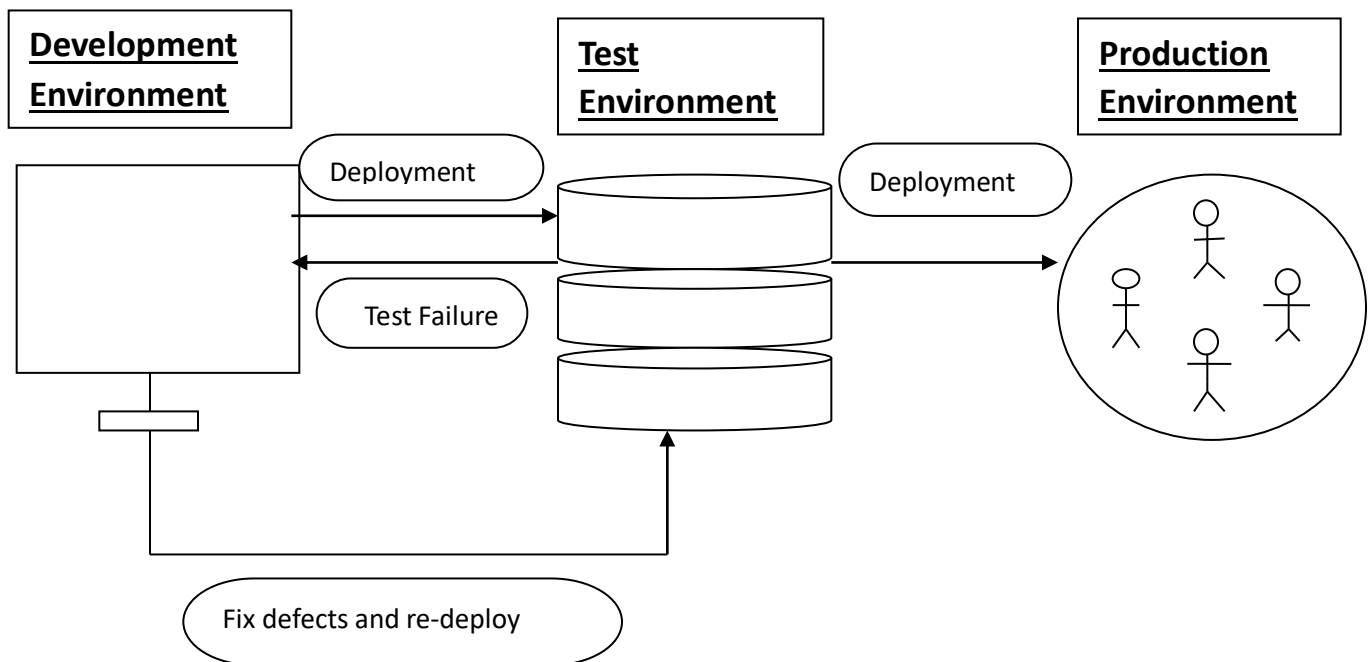 Development
Environment
Test
Environment
Production
Environment
Deployment
Deployment
Test Failure
Fix defects and re-deploy